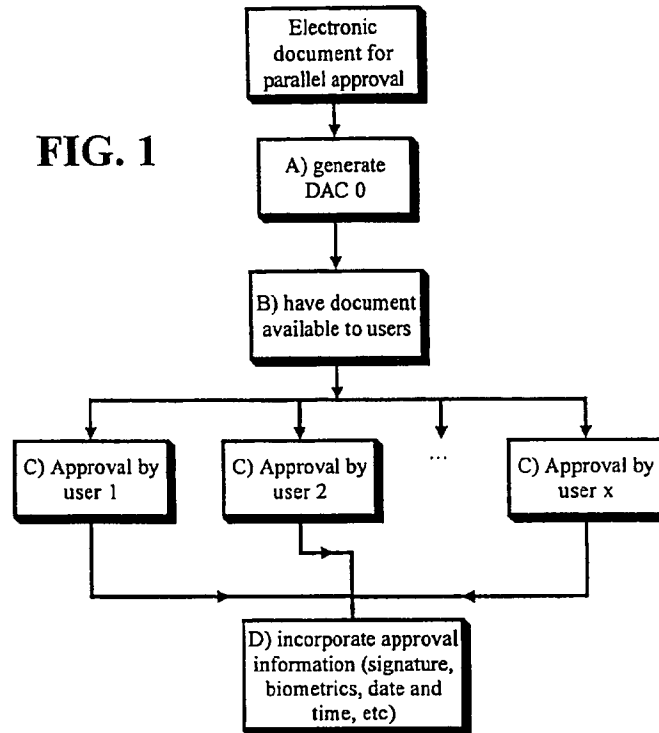 Electronic
document for
parallel approval
FIG. 1
A) generate
DAC 0
B) have document
available to users
...
C) Approval by
user 1
C) Approval by
user 2
C) Approval by
user x
D) incorporate approval
information (signature,
biometrics, date and
time, etc)